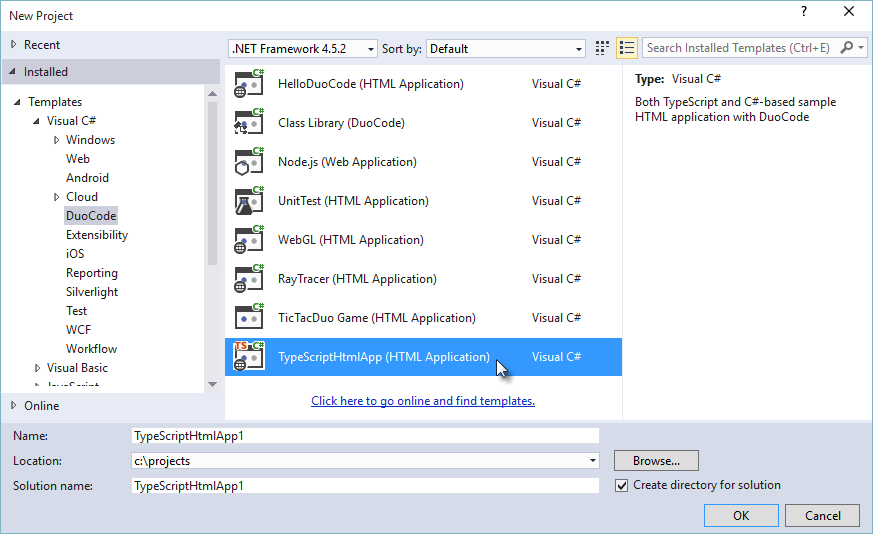 New Project
?
Recent
.NET Framework 4.5.2
Sort by:
Default
Search Installed Templates (Ctrl+E)
Installed
Templates
Visual C#
Windows
Web
Android
Cloud
DuoCode
Extensibility
iOS
Reporting
Silverlight
Test
WCF
Workflow
Visual Basic
JavaScript
Online
C#
HelloDuoCode (HTML Application)
Visual C#
C#
Class Library (DuoCode)
Visual C#
C#
Node.js (Web Application)
Visual C#
C#
UnitTest (HTML Application)
Visual C#
C#
WebGL (HTML Application)
Visual C#
C#
RayTracer (HTML Application)
Visual C#
C#
TicTacDuo Game (HTML Application)
Visual C#
TS C#
TypeScriptHtmlApp (HTML Application)
Visual C#
Click here to go online and find templates.
Type: Visual C#
Both TypeScript and C#-based sample
HTML application with DuoCode
Name:
TypeScriptHtmlApp1
Location:
c:\projects
Browse...
Solution name:
TypeScriptHtmlApp1
Create directory for solution
OK
Cancel